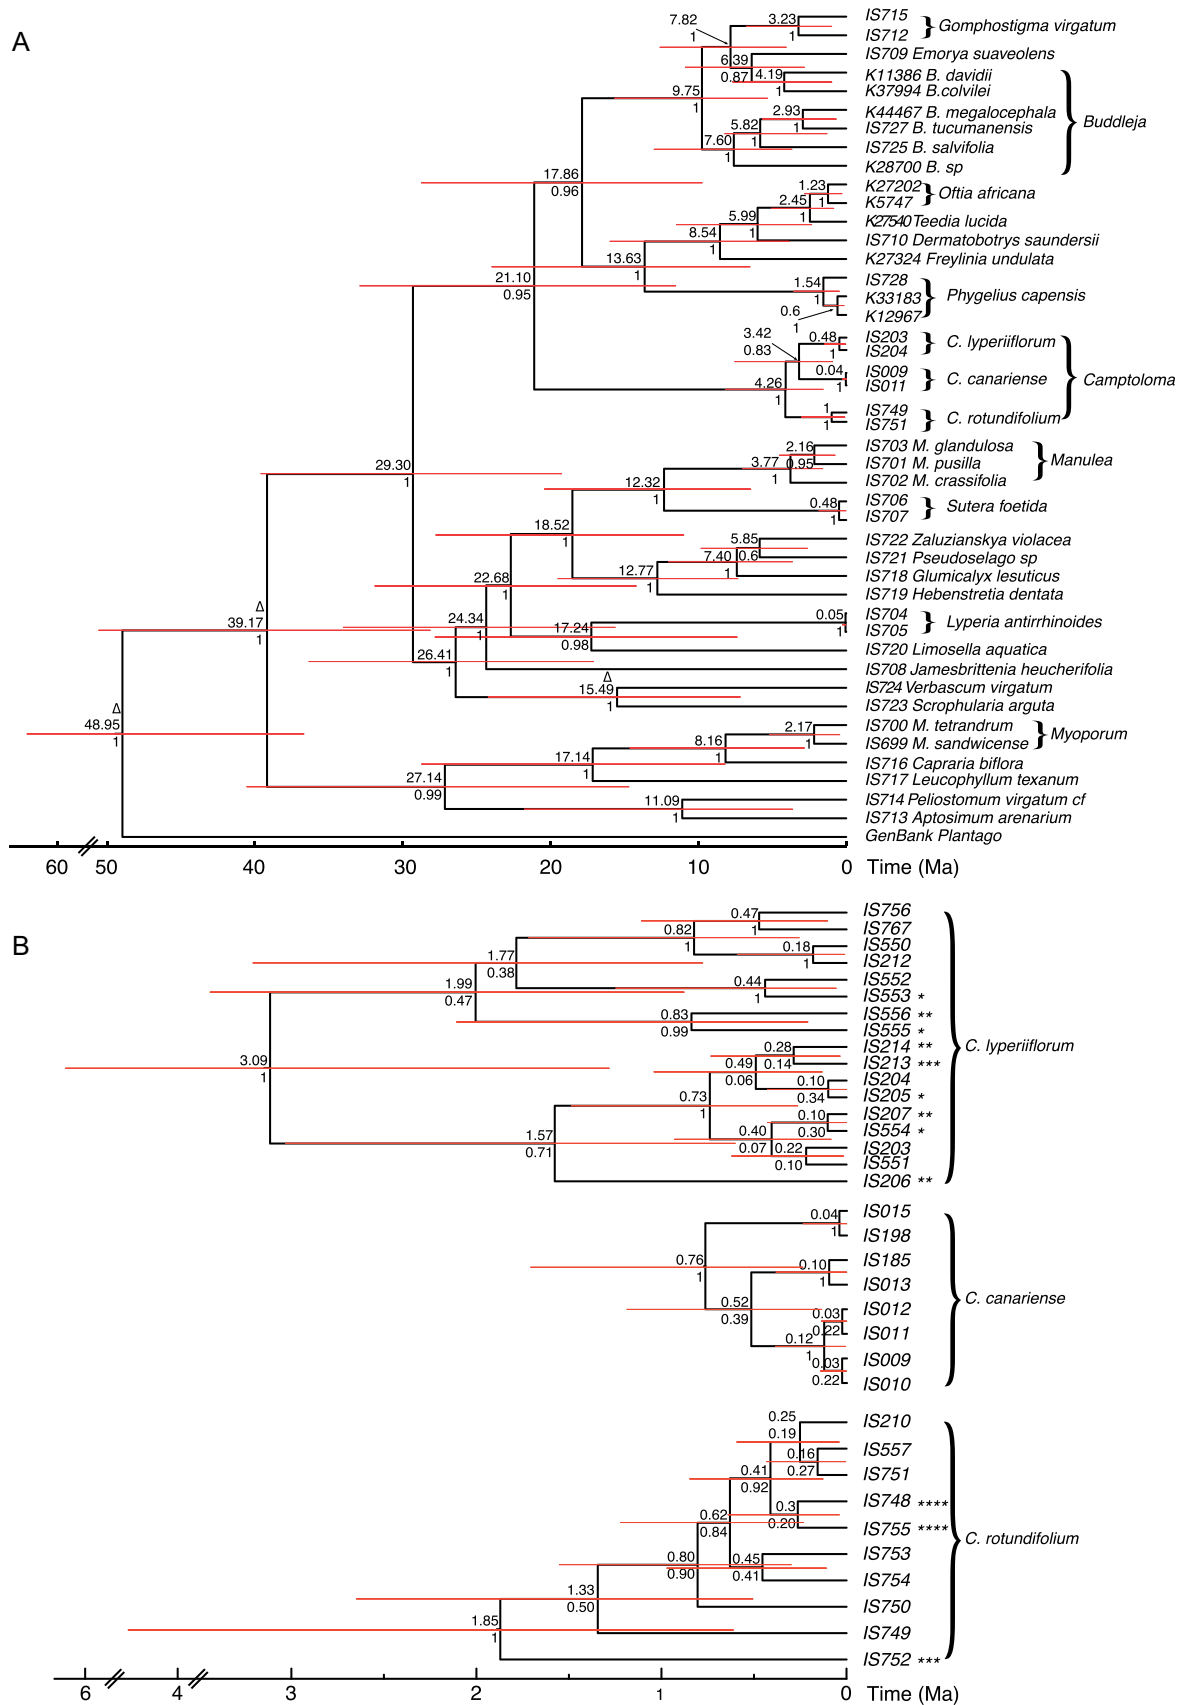 A
7.82
1
3.23
1
IS715
IS712
Gomphostigma virgatum
6.39
0.87
IS709 Emorya suaveolens
4.19
1
K11386 B. davidii
K37994 B.colvilei
9.75
1
2.93
1
K44467 B. megalocephala
IS727 B. tucumanensis
Buddleja
5.82
1
IS725 B. salvifolia
7.60
1
K28700 B. sp
17.86
0.96
1.23
1
K27202
K5747
Oftia africana
2.45
1
K27540 Teedia lucida
5.99
1
IS710 Dermatobotrys saundersii
8.54
1
K27324 Freylinia undulata
13.63
1
21.10
0.95
1.54
1
IS728
K33183
K12967
Phygelius capensis
0.6
1
3.42
0.83
0.48
1
IS203
IS204
C. lyperiiflorum
0.04
1
IS009
IS011
C. canariense
Camptoloma
4.26
1
1
1
IS749
IS751
C. rotundifolium
29.30
1
2.16
0.95
IS703 M. glandulosa
IS701 M. pusilla
3.77
1
IS702 M. crassifolia
Manulea
12.32
1
0.48
1
IS706
IS707
Sutera foetida
18.52
1
5.85
0.6
IS722 Zaluzianskya violacea
IS721 Pseudoselago sp
7.40
1
IS718 Glumicalyx lesuticus
12.77
1
IS719 Hebenstretia dentata
22.68
1
0.05
1
IS704
IS705
Lyperia antirrhinoides
17.24
0.98
IS720 Limosella aquatica
24.34
1
IS708 Jamesbrittenia heucherifolia
26.41
1
Δ
39.17
1
Δ
15.49
1
IS724 Verbascum virgatum
IS723 Scrophularia arguta
Δ
48.95
1
2.17
1
IS700 M. tetrandrum
IS699 M. sandwicense
Myoporum
8.16
1
IS716 Capraria biflora
17.14
1
IS717 Leucophyllum texanum
27.14
0.99
11.09
1
IS714 Peliostomum virgatum cf
IS713 Aptosimum arenarium
GenBank Plantago
60 50 40 30 20 10 0 Time (Ma)
B
0.47
1
IS756
IS767
0.82
1
0.18
1
IS550
IS212
1.77
0.38
0.44
1
IS552
IS553 *
1.99
0.47
0.83
0.99
IS556 **
IS555 *
C. lyperiiflorum
3.09
1
0.28
0.14
IS214 **
IS213 ***
0.49
0.06
0.10
0.34
IS204
IS205 *
0.73
1
0.10
0.30
IS207 **
IS554 *
0.40
0.07
0.22
0.10
IS203
IS551
1.57
0.71
IS206 **
0.04
1
IS015
IS198
0.76
1
0.10
1
IS185
IS013
C. canariense
0.52
0.39
0.03
0.22
IS012
IS011
0.12
1
0.03
0.22
IS009
IS010
0.25
0.19
IS210
0.16
0.27
IS557
IS751
0.41
0.92
0.3
0.20
IS748 ****
IS755 ****
0.62
0.84
C. rotundifolium
0.45
0.41
IS753
IS754
0.80
0.90
IS750
1.33
0.50
IS749
1.85
1
IS752 ***
6 4 3 2 1 0 Time (Ma)